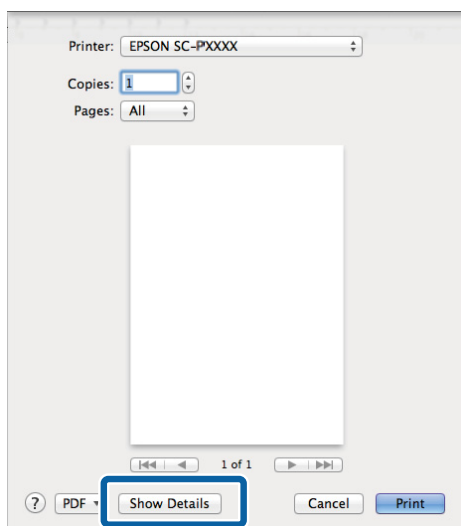 Printer: EPSON SC-PXXXX
Copies: 1
Pages: All
1 of 1
? PDF Show Details Cancel Print